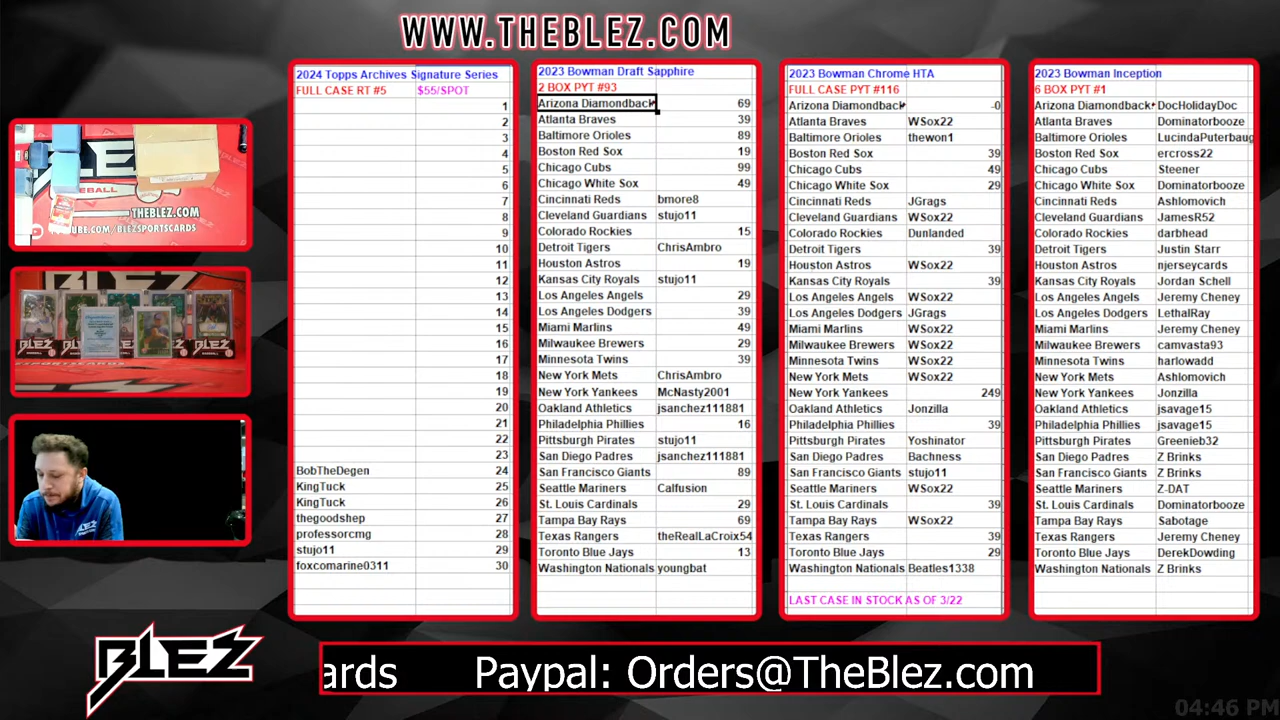 WWW.THEBLEZ.COM
2024 Topps Archives Signature Series
FULL CASE RT #5 $55/SPOT
1
2
3
4
5
6
7
8
9
10
11
12
13
14
15
16
17
18
19
20
21
22
23
BobTheDegen 24
KingTuck 25
KingTuck 26
thegoodshep 27
professorcmg 28
stujo11 29
foxcomarine0311 30
2023 Bowman Draft Sapphire
2 BOX PYT #93
Arizona Diamondback 69
Atlanta Braves 39
Baltimore Orioles 89
Boston Red Sox 19
Chicago Cubs 99
Chicago White Sox 49
Cincinnati Reds bmore8
Cleveland Guardians stujo11
Colorado Rockies 15
Detroit Tigers ChrisAmbro
Houston Astros 19
Kansas City Royals stujo11
Los Angeles Angels 29
Los Angeles Dodgers 39
Miami Marlins 49
Milwaukee Brewers 29
Minnesota Twins 39
New York Mets ChrisAmbro
New York Yankees McNasty2001
Oakland Athletics jsanchez111881
Philadelphia Phillies 16
Pittsburgh Pirates stujo11
San Diego Padres jsanchez111881
San Francisco Giants 89
Seattle Mariners Calfusion
St. Louis Cardinals 29
Tampa Bay Rays 69
Texas Rangers theRealLaCroix54
Toronto Blue Jays 13
Washington Nationals youngbat
2023 Bowman Chrome HTA
FULL CASE PYT #116
Arizona Diamondback -0
Atlanta Braves WSox22
Baltimore Orioles thewon1
Boston Red Sox 39
Chicago Cubs 49
Chicago White Sox 29
Cincinnati Reds JGrags
Cleveland Guardians WSox22
Colorado Rockies Dunlanded
Detroit Tigers 39
Houston Astros WSox22
Kansas City Royals 39
Los Angeles Angels WSox22
Los Angeles Dodgers JGrags
Miami Marlins WSox22
Milwaukee Brewers WSox22
Minnesota Twins WSox22
New York Mets WSox22
New York Yankees 249
Oakland Athletics Jonzilla
Philadelphia Phillies 39
Pittsburgh Pirates Yoshinator
San Diego Padres Bachness
San Francisco Giants stujo11
Seattle Mariners WSox22
St. Louis Cardinals 39
Tampa Bay Rays WSox22
Texas Rangers 39
Toronto Blue Jays 29
Washington Nationals Beatles1338
LAST CASE IN STOCK AS OF 3/22
2023 Bowman Inception
6 BOX PYT #1
Arizona Diamondback DocHolidayDoc
Atlanta Braves Dominatorbooze
Baltimore Orioles LucindaPuterbaug
Boston Red Sox ercross22
Chicago Cubs Steener
Chicago White Sox Dominatorbooze
Cincinnati Reds Ashlomovich
Cleveland Guardians JamesR52
Colorado Rockies darbhead
Detroit Tigers Justin Starr
Houston Astros njerseycards
Kansas City Royals Jordan Schell
Los Angeles Angels Jeremy Cheney
Los Angeles Dodgers LethalRay
Miami Marlins Jeremy Cheney
Milwaukee Brewers camvasta93
Minnesota Twins harlowadd
New York Mets Ashlomovich
New York Yankees Jonzilla
Oakland Athletics jsavage15
Philadelphia Phillies jsavage15
Pittsburgh Pirates Greenieb32
San Diego Padres Z Brinks
San Francisco Giants Z Brinks
Seattle Mariners Z-DAT
St. Louis Cardinals Dominatorbooze
Tampa Bay Rays Sabotage
Texas Rangers Jeremy Cheney
Toronto Blue Jays DerekDowding
Washington Nationals Z Brinks
THEBLEZ.COM
BLEZSPORTSCARDS
BLEZ
BLEZ
ards Paypal: Orders@TheBlez.com
04:46 PM